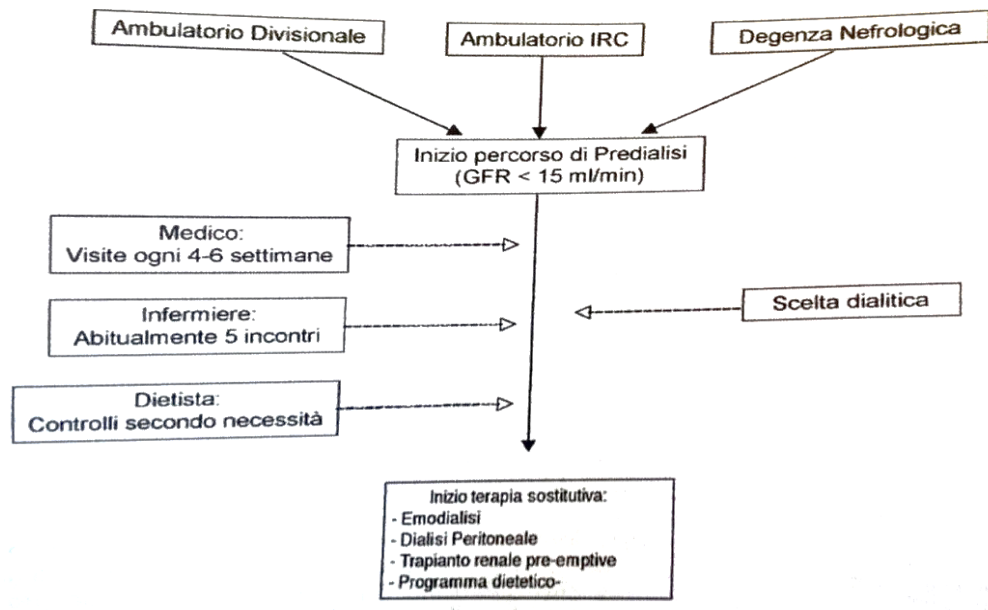 Ambulatorio Divisionale
Ambulatorio IRC
Degenza Nefrologica
Inizio percorso di Predialisi
(GFR < 15 ml/min)
Medico:
Visite ogni 4-6 settimane
Infermiere:
Abitualmente 5 incontri
Scelta dialitica
Dietista:
Controlli secondo necessità
Inizio terapia sostitutiva:
- Emodialisi
- Dialisi Peritoneale
- Trapianto renale pre-emptive
- Programma dietetico-